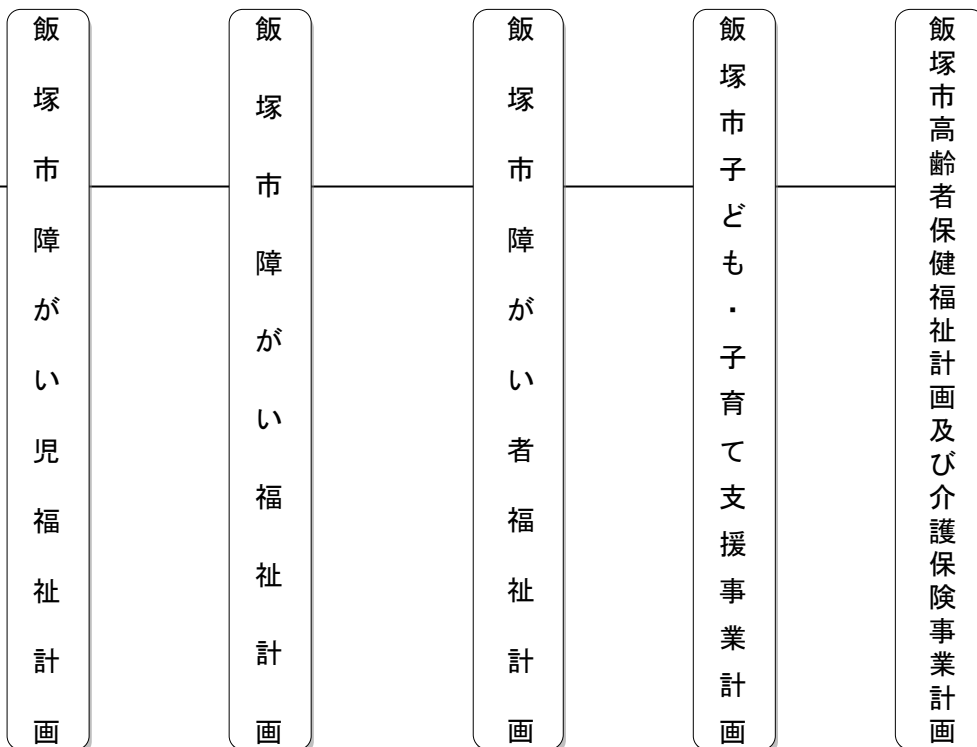 飯塚市高齢者保健福祉計画及び介護保険事業計画
飯塚市子ども・子育て支援事業計画
飯塚市障がい者福祉計画
飯塚市障がい福祉計画
飯塚市障がい児福祉計画